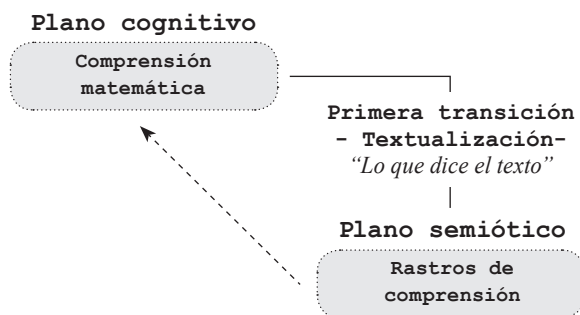 Plano cognitivo
Comprensión
matemática
Primera transición
- Textualización-
“Lo que dice el texto”
Plano semiótico
Rastros de
comprensión